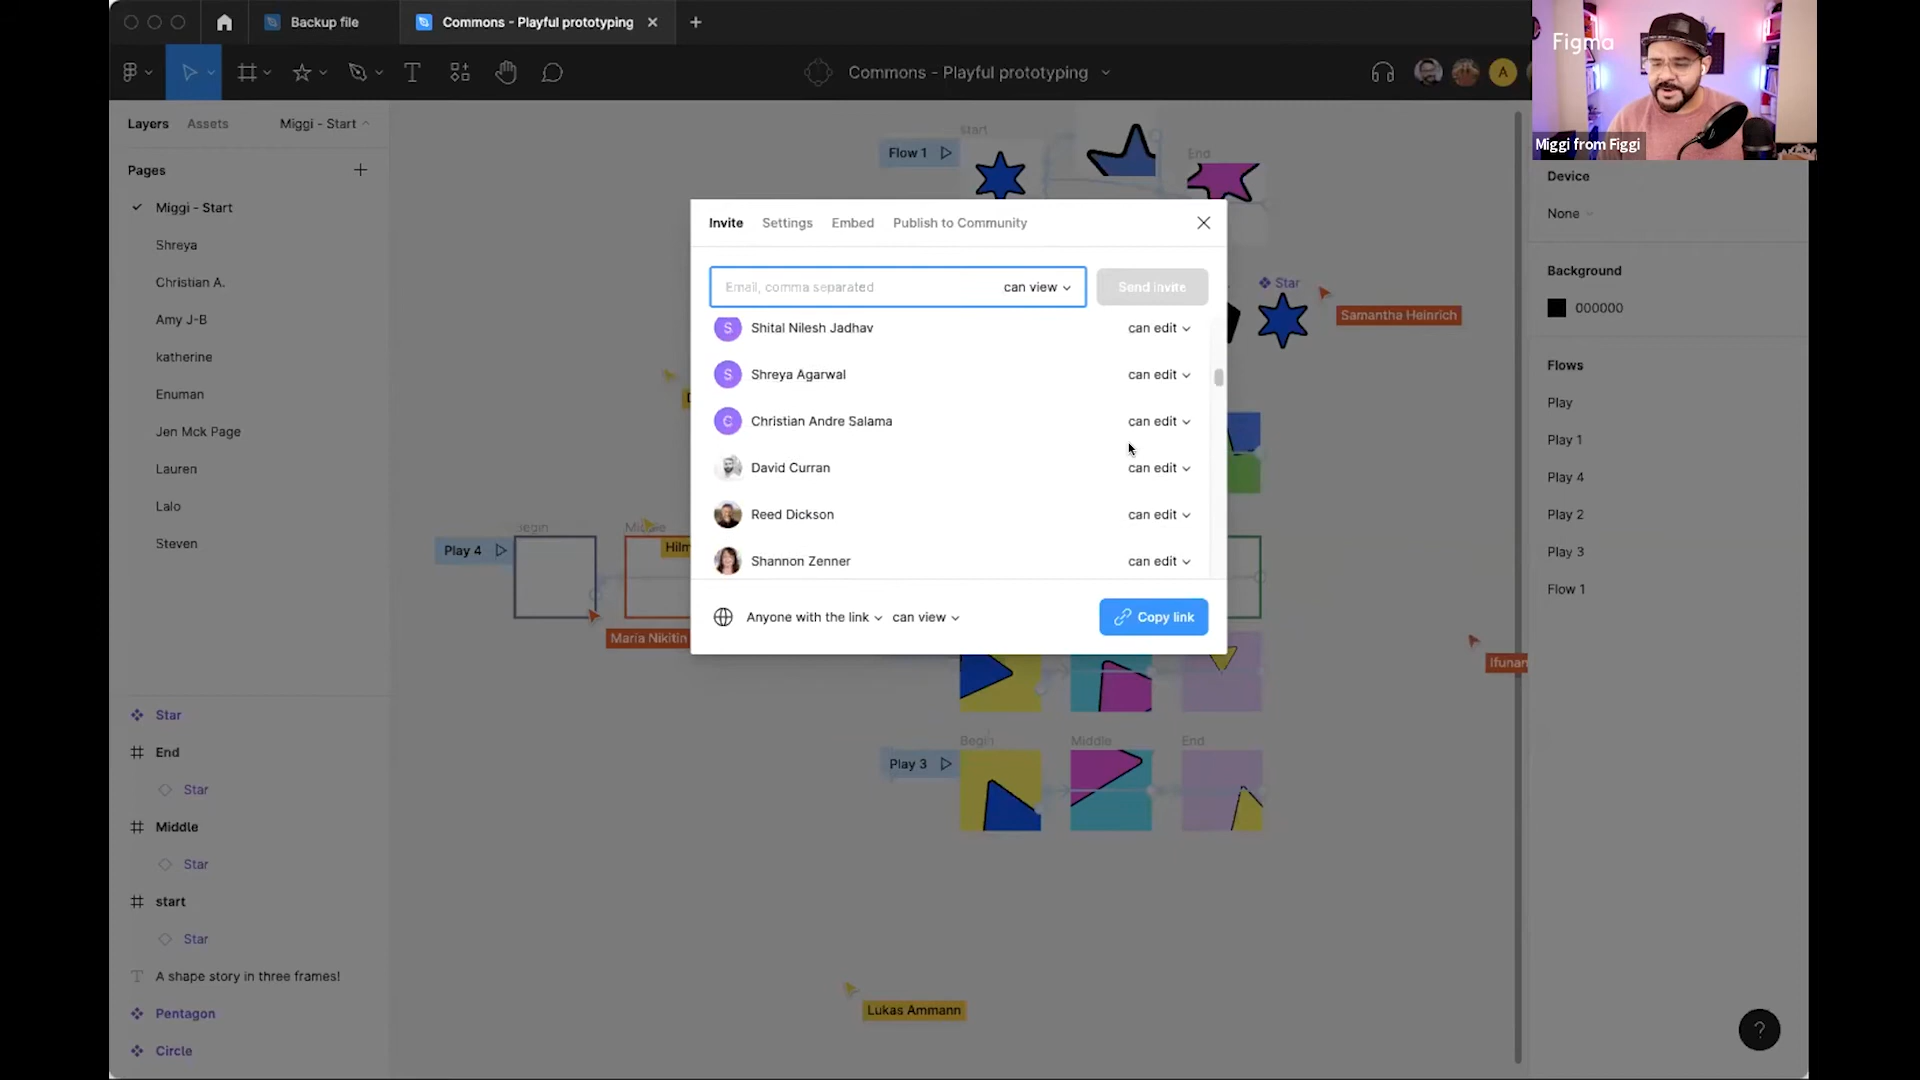 Backup file
Commons - Playful prototyping
Commons - Playful prototyping
A
Figma
Miggi from Figgi
Layers
Assets
Miggi - Start
Pages
Miggi - Start
Shreya
Christian A.
Amy J-B
katherine
Enuman
Jen Mck Page
Lauren
Lalo
Steven
Star
End
Star
Middle
Star
start
Star
A shape story in three frames!
Pentagon
Circle
Flow 1
start
End
Star
Samantha Heinrich
Invite
Settings
Embed
Publish to Community
Email, comma separated
can view
Send invite
S
Shital Nilesh Jadhav
can edit
S
Shreya Agarwal
can edit
C
Christian Andre Salama
can edit
David Curran
can edit
Reed Dickson
can edit
Shannon Zenner
can edit
Anyone with the link
can view
Copy link
Play 4
Begin
Middle
Hilm
Maria Nikitin
Ifunan
Play 3
Begin
Middle
End
Lukas Ammann
Device
None
Background
000000
Flows
Play
Play 1
Play 4
Play 2
Play 3
Flow 1
?